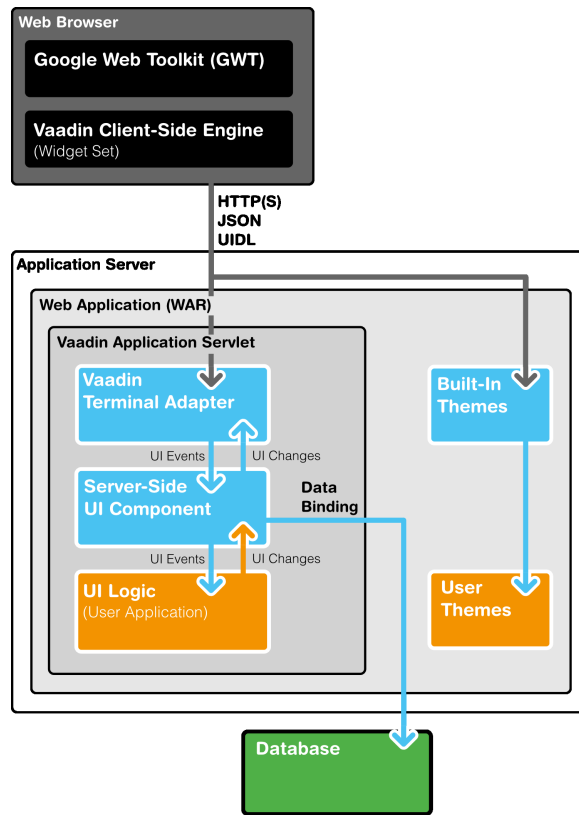 Web Browser
Google Web Toolkit (GWT)
Vaadin Client-Side Engine
(Widget Set)
HTTP(S)
JSON
UIDL
Application Server
Web Application (WAR)
Vaadin Application Servlet
Vaadin
Terminal Adapter
Built-In
Themes
UI Events
UI Changes
Server-Side
UI Component
Data
Binding
UI Events
UI Changes
UI Logic
(User Application)
User
Themes
Database